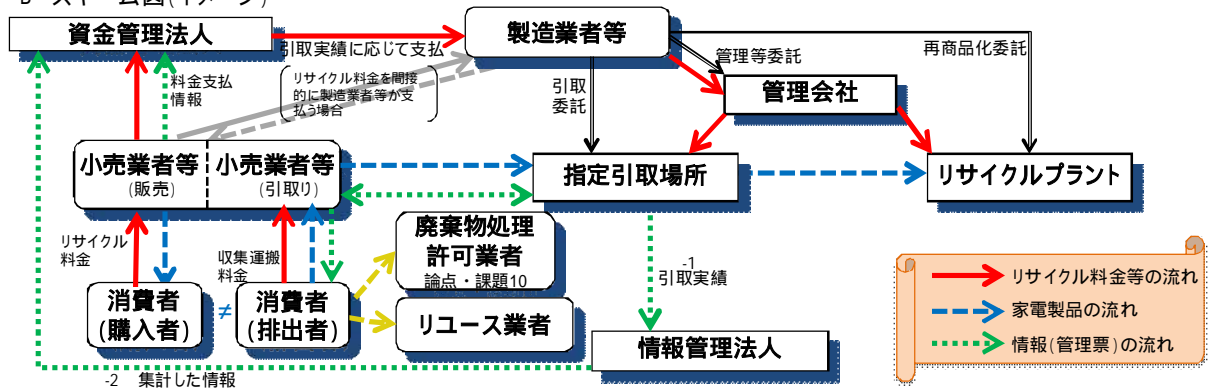 資金管理法人
製造業者等
引取実績に応じて支払
再商品化委託
管理等委託
リサイクル料金を間接
的に製造業者等が支
払う場合
料金支払
情報
引取
委託
管理会社
小売業者等
(販売)
小売業者等
(引取り)
指定引取場所
リサイクルプラント
リサイクル
料金
収集運搬
料金
廃棄物処理
許可業者
論点・課題10
-1
引取実績
消費者
(購入者)
≠
消費者
(排出者)
リユース業者
情報管理法人
-2 集計した情報
リサイクル料金等の流れ
家電製品の流れ
情報(管理票)の流れ